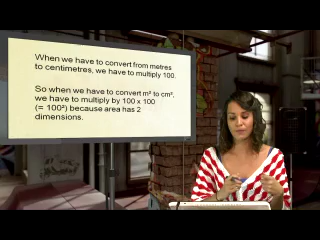 When we have to convert from metres
to centimetres, we have to multiply 100.
So when we have to convert m² to cm²,
we have to multiply by 100 x 100
(= 100²) because area has 2
dimensions.